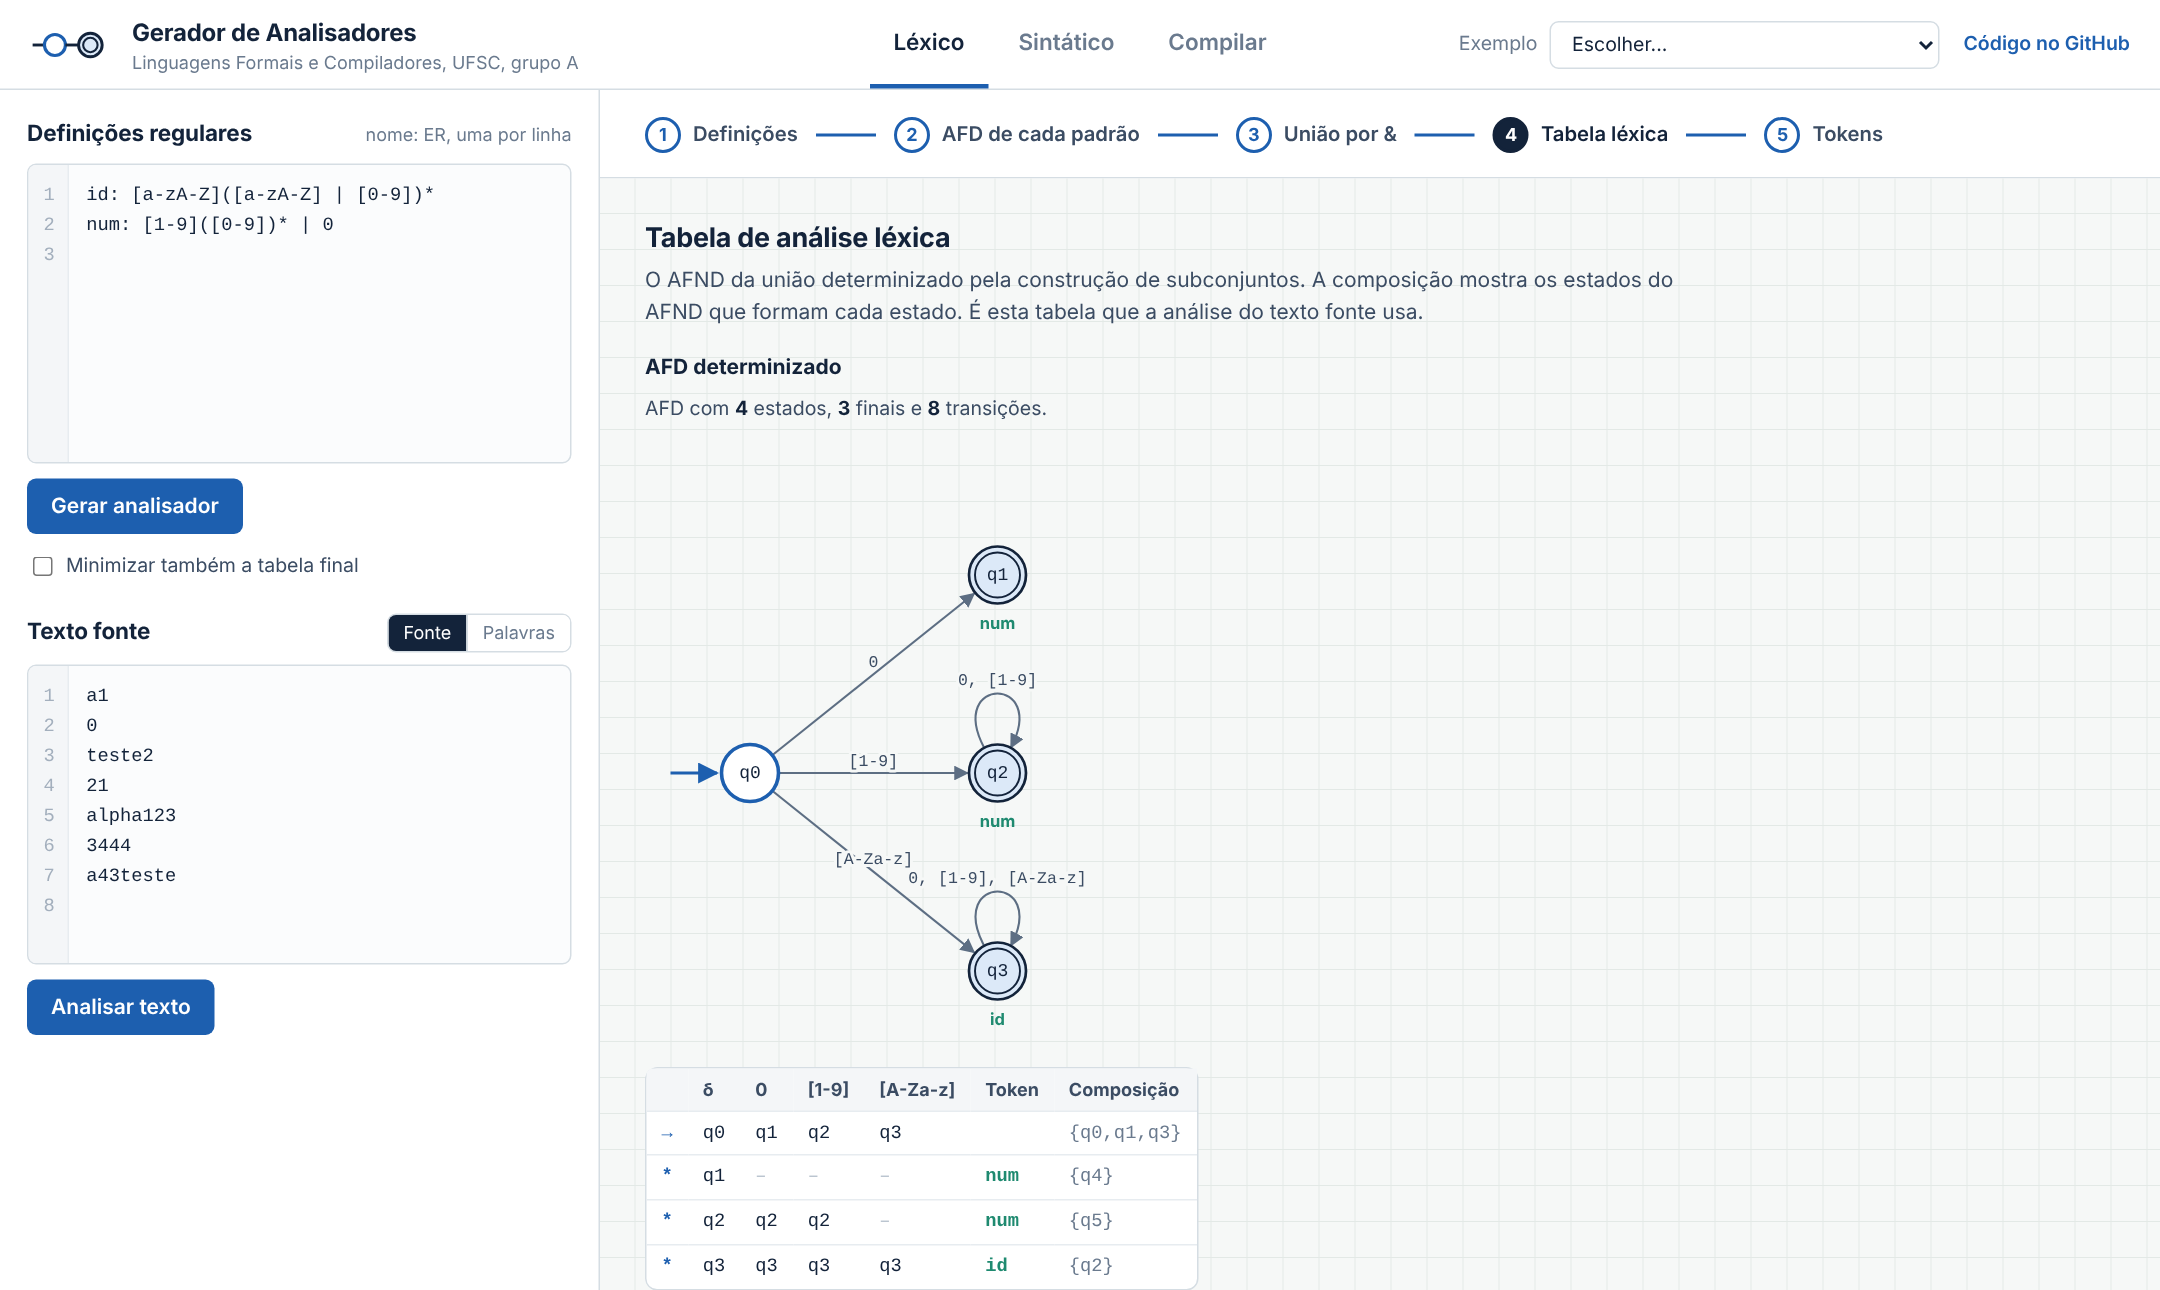 Gerador de Analisadores
Linguagens Formais e Compiladores, UFSC, grupo A
Léxico Sintático Compilar
Exemplo Escolher... Código no GitHub
Definições regulares nome: ER, uma por linha
1 id: [a-zA-Z]([a-zA-Z] | [0-9])*
2 num: [1-9]([0-9])* | 0
3
Gerar analisador
Minimizar também a tabela final
Texto fonte Fonte Palavras
1 a1
2 0
3 teste2
4 21
5 alpha123
6 3444
7 a43teste
8
Analisar texto
1 Definições 2 AFD de cada padrão 3 União por & 4 Tabela léxica 5 Tokens
Tabela de análise léxica
O AFND da união determinizado pela construção de subconjuntos. A composição mostra os estados do
AFND que formam cada estado. É esta tabela que a análise do texto fonte usa.
AFD determinizado
AFD com 4 estados, 3 finais e 8 transições.
q1
num
0
0, [1-9]
[1-9]
q0
q2
num
[A-Za-z]
0, [1-9], [A-Za-z]
q3
id
δ 0 [1-9] [A-Za-z] Token Composição
→ q0 q1 q2 q3 {q0,q1,q3}
* q1 – – – num {q4}
* q2 q2 q2 – num {q5}
* q3 q3 q3 q3 id {q2}